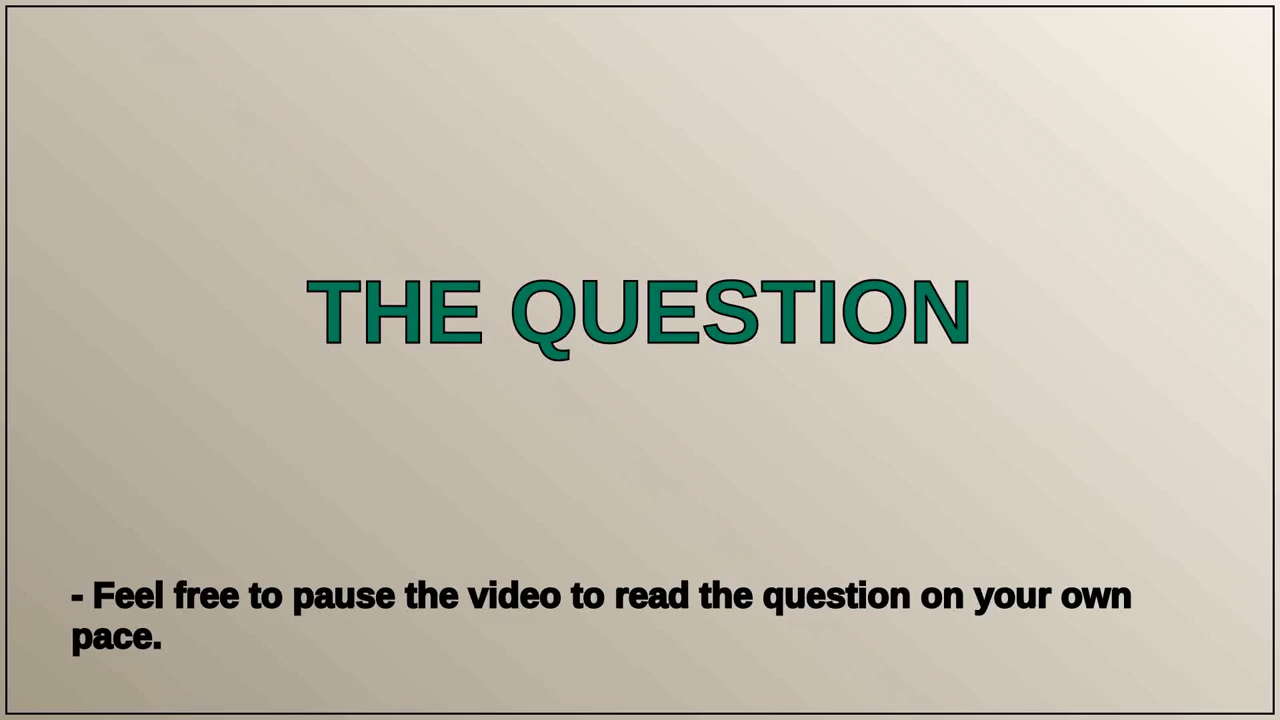 THE QUESTION
- Feel free to pause the video to read the question on your own
pace.